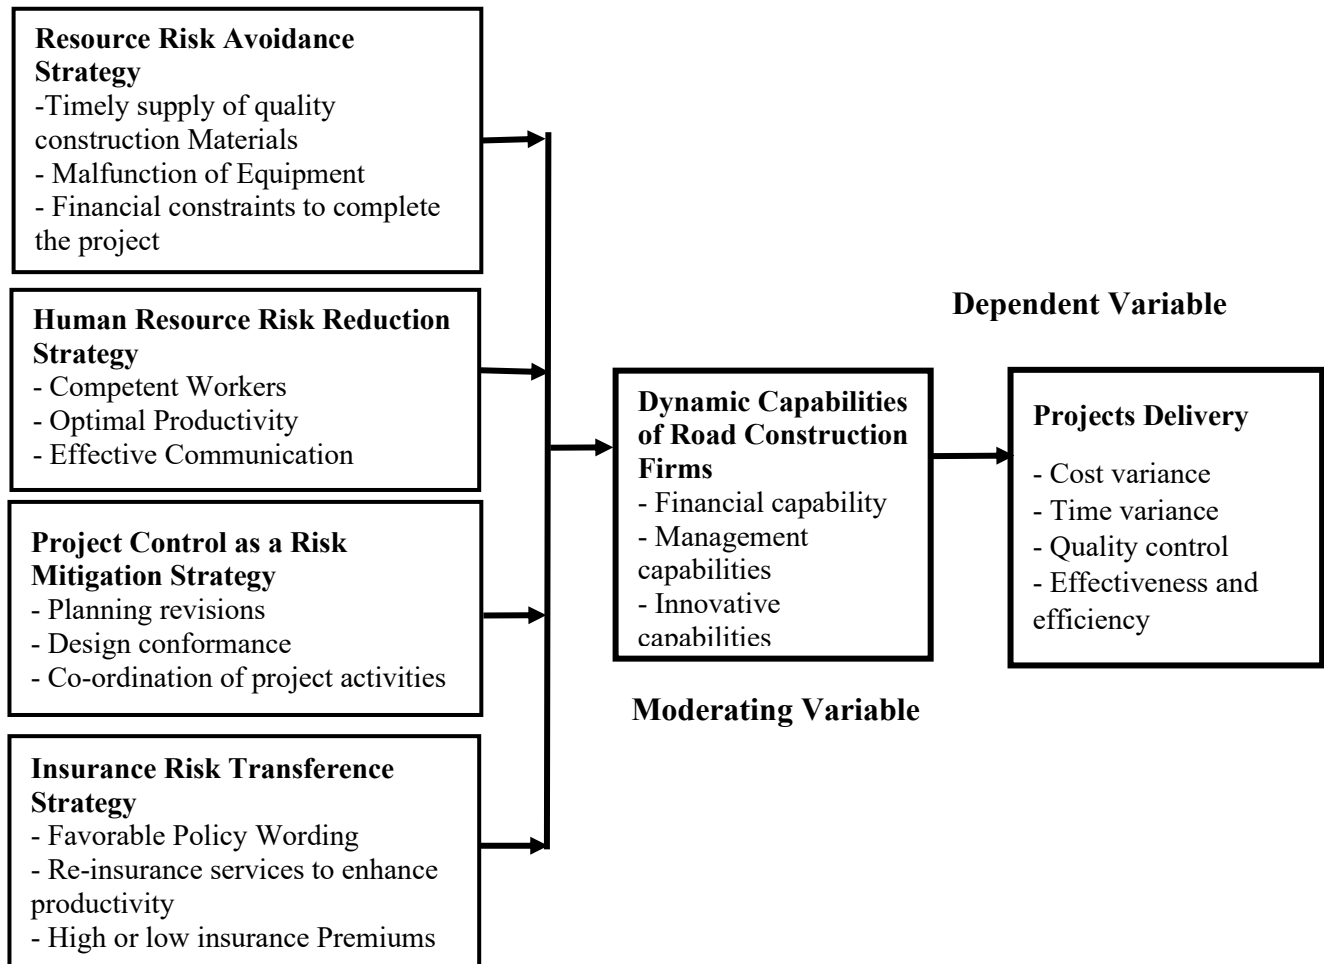 Resource Risk Avoidance
Strategy
-Timely supply of quality
construction Materials
- Malfunction of Equipment
- Financial constraints to complete
the project
Human Resource Risk Reduction
Strategy
- Competent Workers
- Optimal Productivity
- Effective Communication
Project Control as a Risk
Mitigation Strategy
- Planning revisions
- Design conformance
- Co-ordination of project activities
Insurance Risk Transference
Strategy
- Favorable Policy Wording
- Re-insurance services to enhance
productivity
- High or low insurance Premiums
Dynamic Capabilities
of Road Construction
Firms
- Financial capability
- Management
capabilities
- Innovative
capabilities
Moderating Variable
Dependent Variable
Projects Delivery
- Cost variance
- Time variance
- Quality control
- Effectiveness and
efficiency